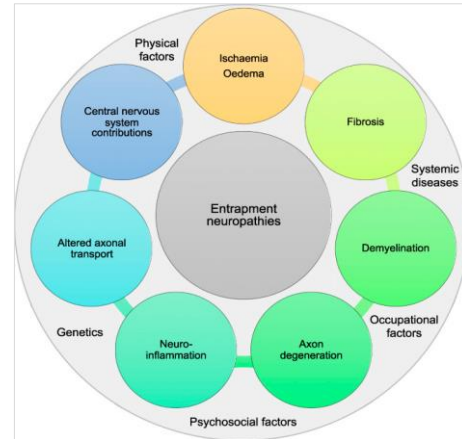 Physical
factors
Ischaemia
Oedema
Central nervous
system
contributions
Fibrosis
Systemic
diseases
Entrapment
neuropathies
Altered axonal
transport
Demyelination
Genetics
Neuro-
inflammation
Axon
degeneration
Occupational
factors
Psychosocial factors